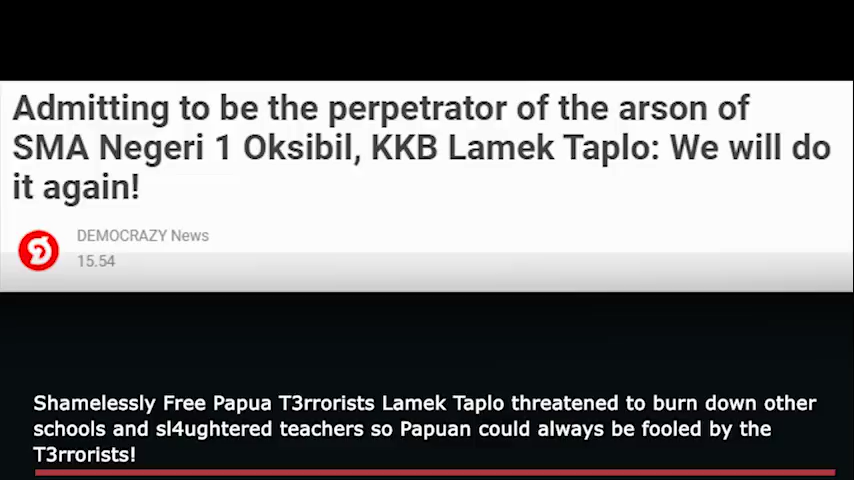 Admitting to be the perpetrator of the arson of
SMA Negeri 1 Oksibil, KKB Lamek Taplo: We will do
it again!
DEMOCRAZY News
15.54
Shamelessly Free Papua T3rrorists Lamek Taplo threatened to burn down other
schools and sl4ughtered teachers so Papuan could always be fooled by the
T3rrorists!